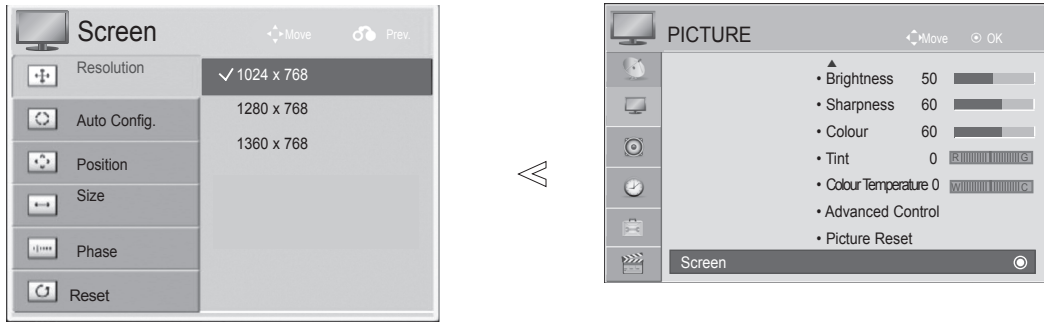 Screen
Move
Prev.
Resolution
Auto Config.
Position
Size
Phase
Reset
✓ 1024 x 768
1280 x 768
1360 x 768
PICTURE
Move
OK
• Brightness 50
• Sharpness 60
• Colour 60
• Tint 0 R G
• Colour Temperature 0 W C
• Advanced Control
• Picture Reset
Screen